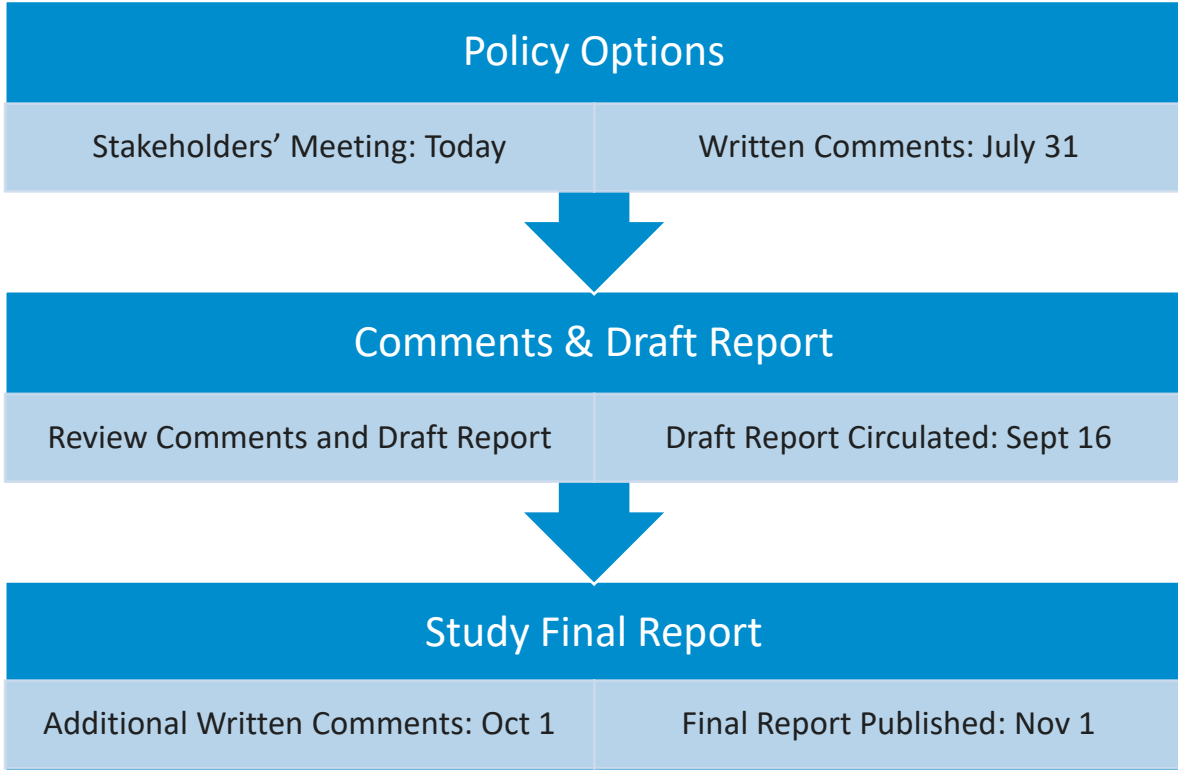 Policy Options
Stakeholders’ Meeting: Today
Written Comments: July 31
Comments & Draft Report
Review Comments and Draft Report
Draft Report Circulated: Sept 16
Study Final Report
Additional Written Comments: Oct 1
Final Report Published: Nov 1